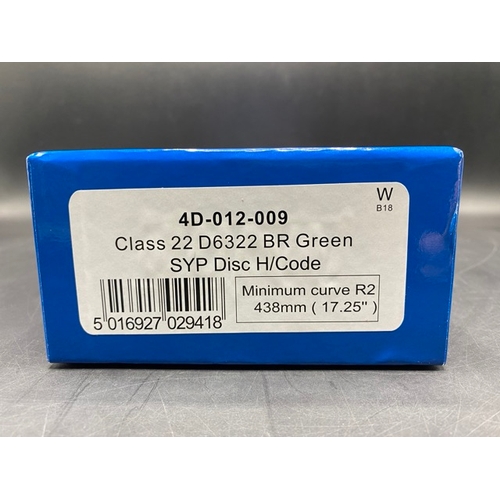 W
B18
4D-012-009
Class 22 D6322 BR Green
SYP Disc H/Code
Minimum curve R2
438mm ( 17.25" )
5 016927 029418